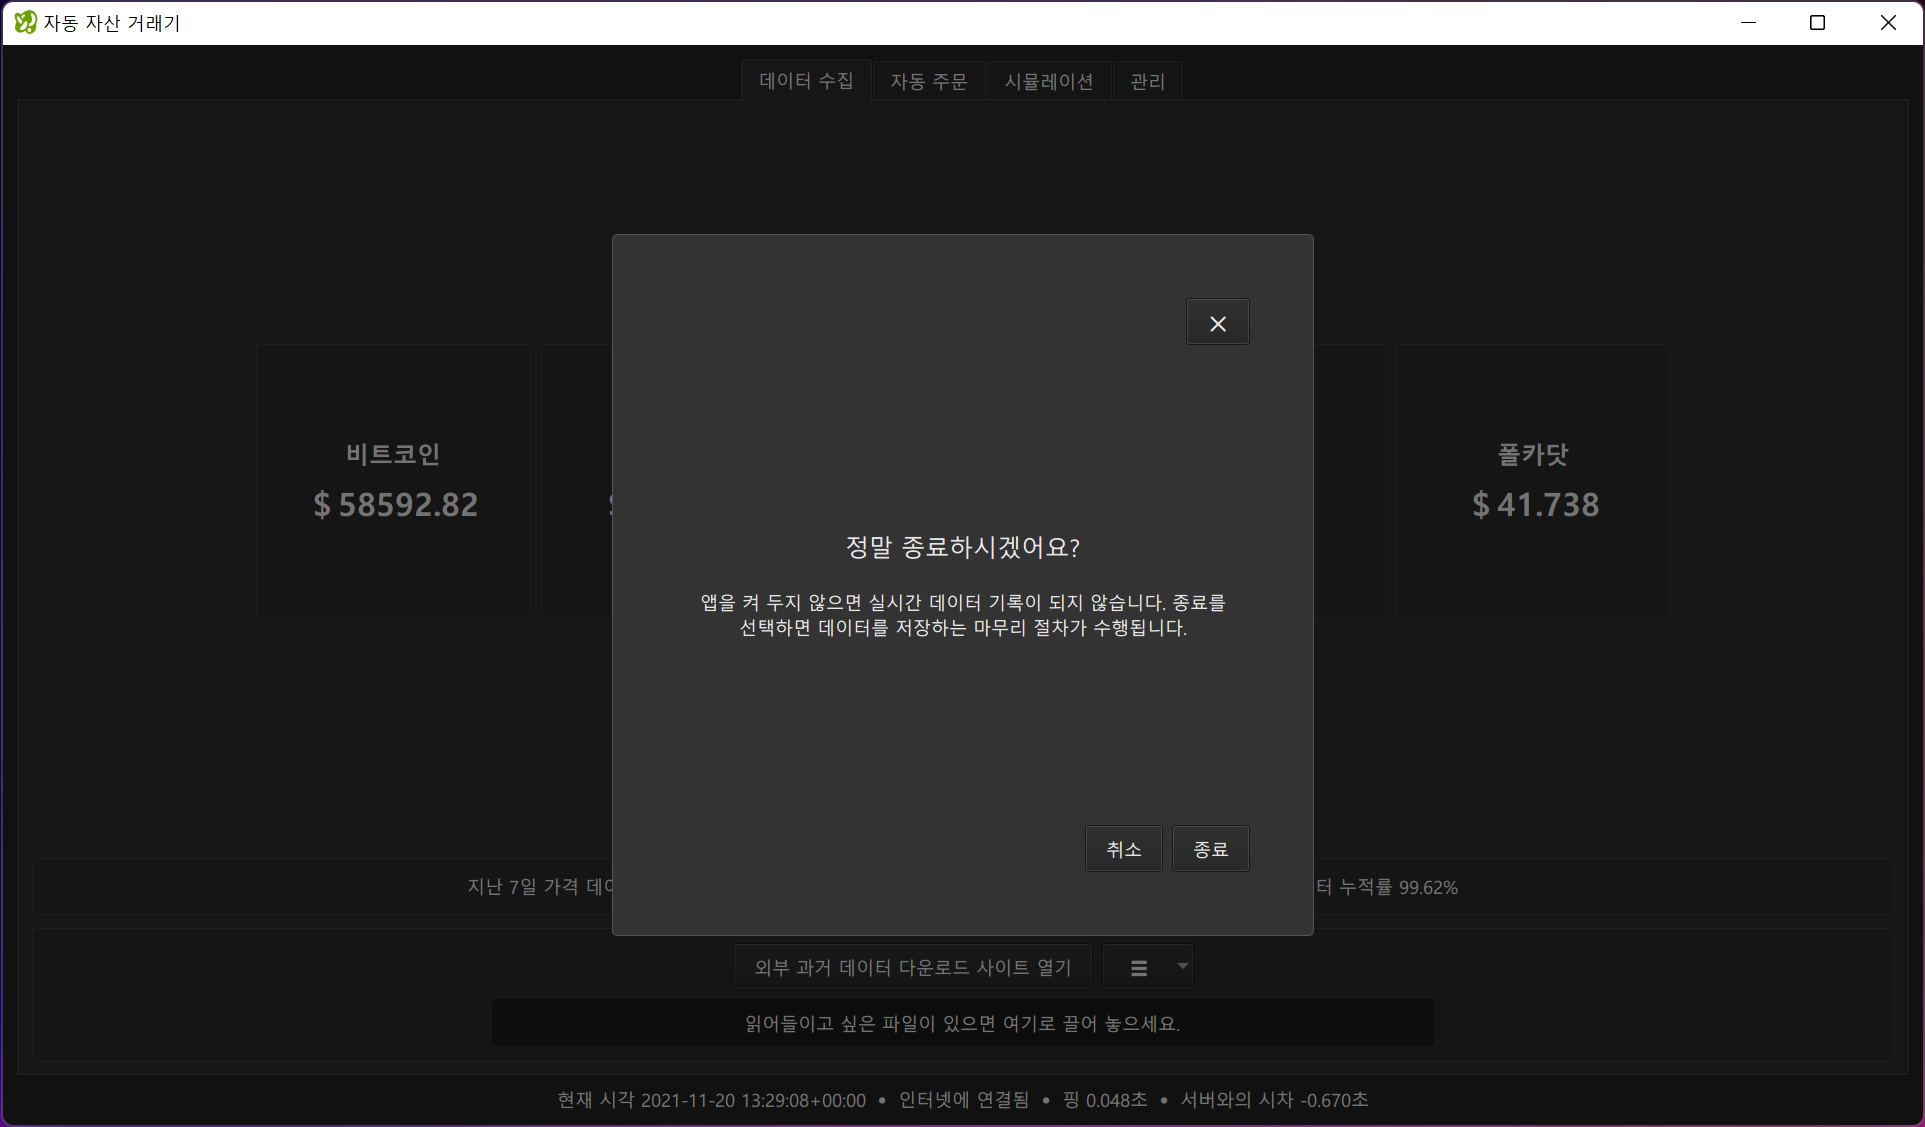 자동 자산 거래기
데이터 수집
자동 주문
시뮬레이션
관리
비트코인
$ 58592.82
폴카닷
$ 41.738
정말 종료하시겠어요?
앱을 켜 두지 않으면 실시간 데이터 기록이 되지 않습니다. 종료를
선택하면 데이터를 저장하는 마무리 절차가 수행됩니다.
취소
종료
지난 7일 가격
누적률 99.62%
외부 과거 데이터 다운로드 사이트 열기
읽어들이고 싶은 파일이 있으면 여기로 끌어 놓으세요.
현재 시각 2021-11-20 13:29:08+00:00 • 인터넷에 연결됨 • 핑 0.048초 • 서버와의 시차 -0.670초